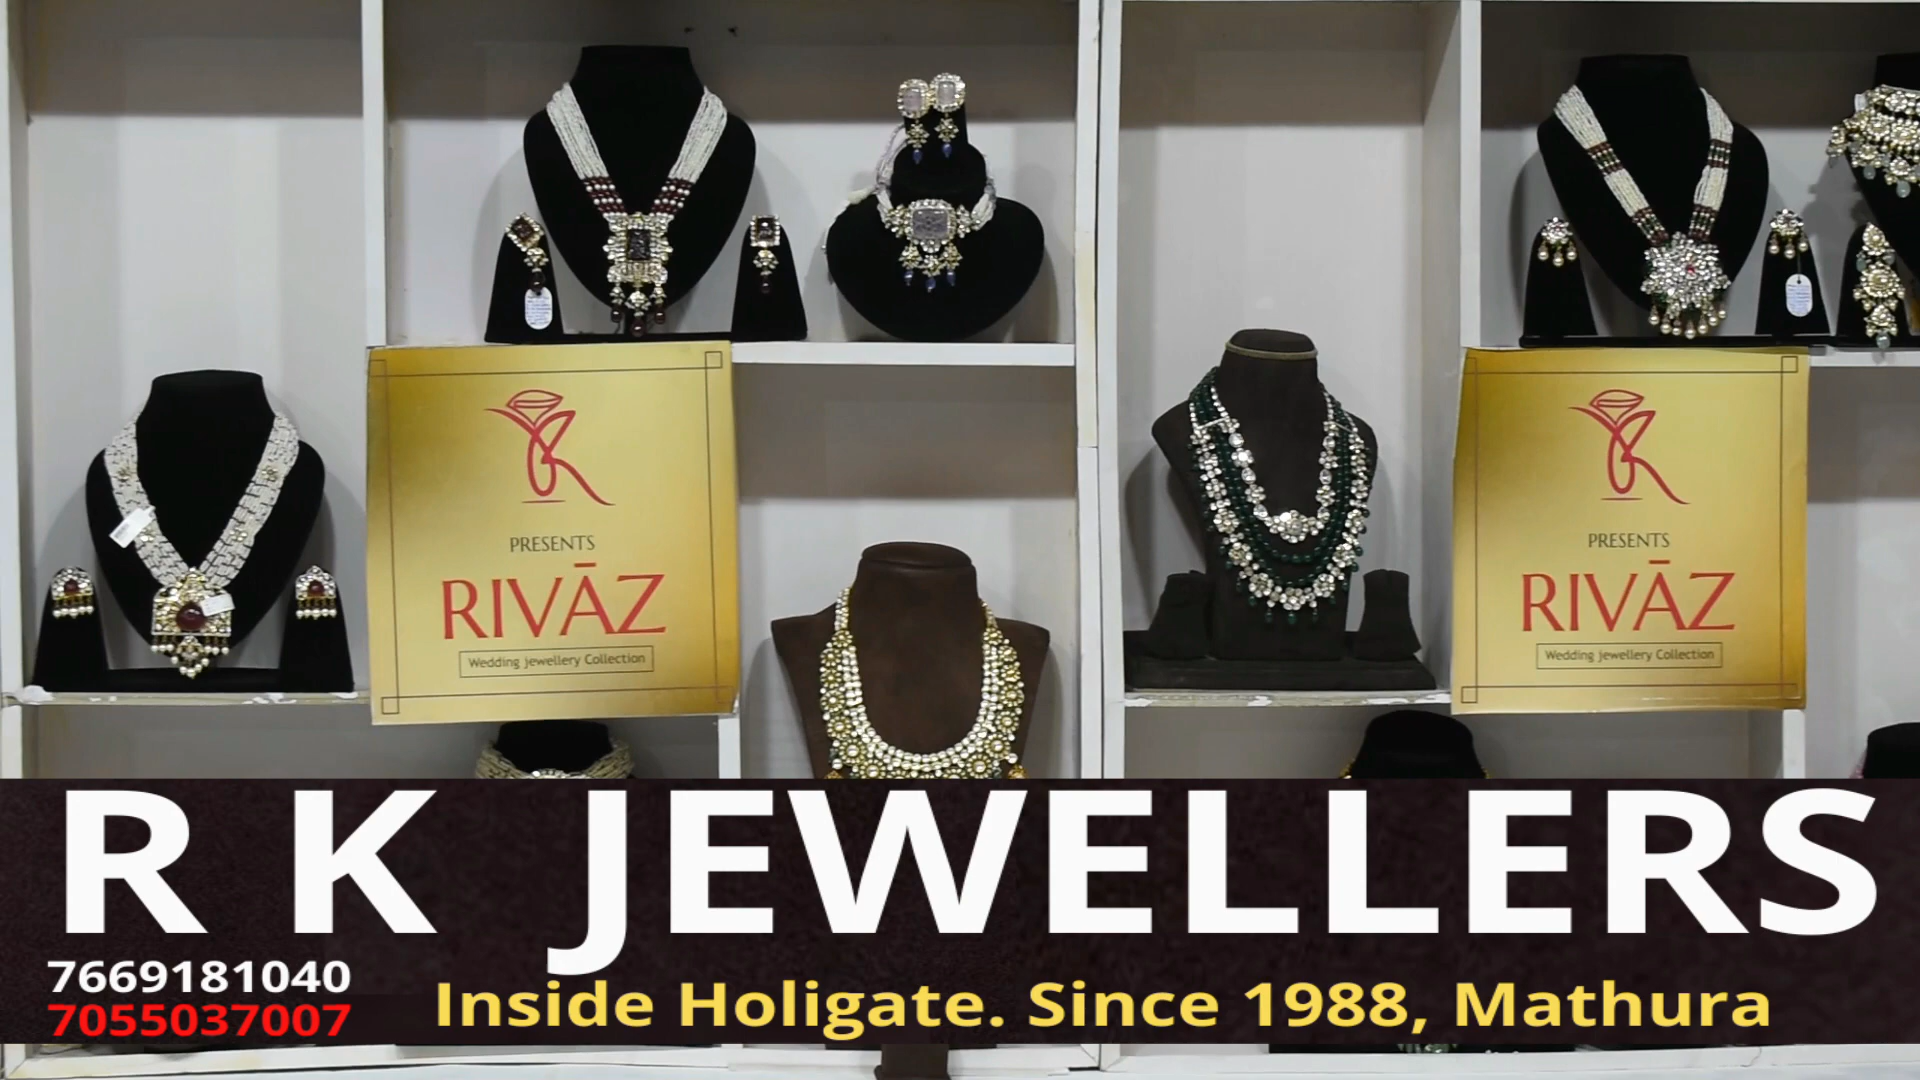 PRESENTS
RIVĀZ
Wedding Jewellery Collection
PRESENTS
RIVĀZ
Wedding Jewellery Collection
R K JEWELLERS
7669181040
7055037007
Inside Holigate. Since 1988, Mathura